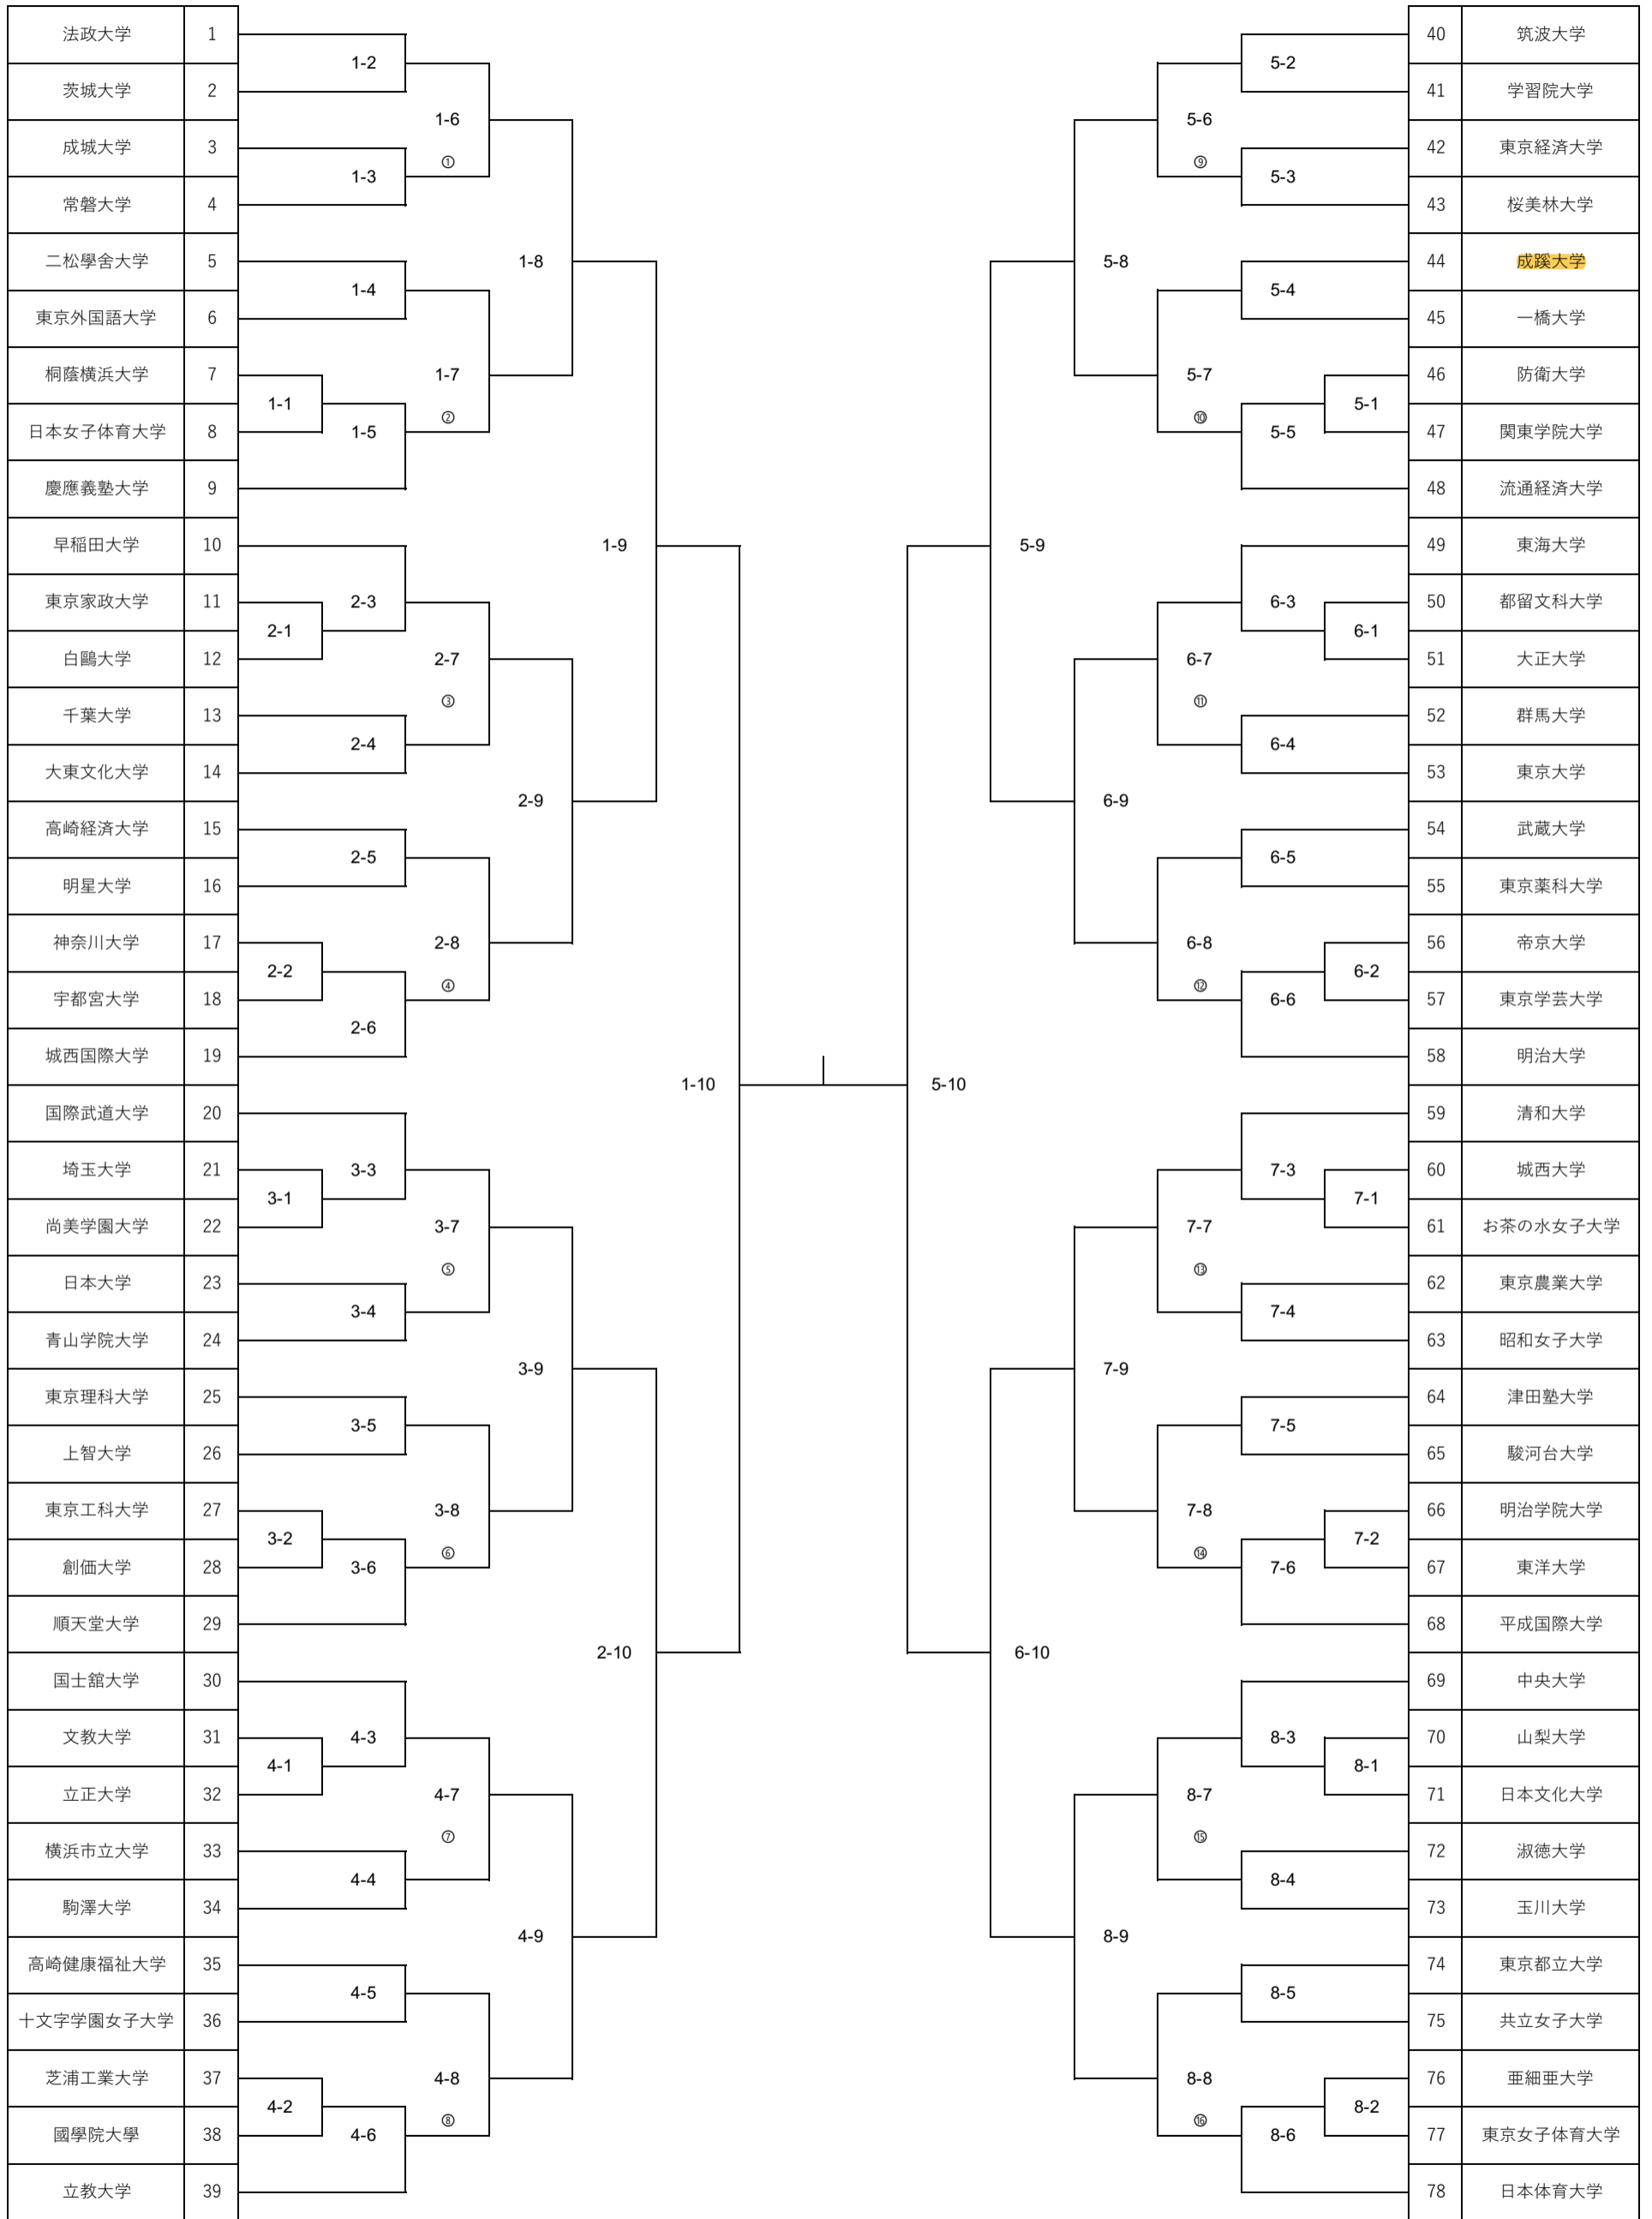 法政大学 1
茨城大学 2
成城大学 3
常磐大学 4
二松學舍大学 5
東京外国語大学 6
桐蔭横浜大学 7
日本女子体育大学 8
慶應義塾大学 9
早稲田大学 10
東京家政大学 11
白鷗大学 12
千葉大学 13
大東文化大学 14
高崎経済大学 15
明星大学 16
神奈川大学 17
宇都宮大学 18
城西国際大学 19
国際武道大学 20
埼玉大学 21
尚美学園大学 22
日本大学 23
青山学院大学 24
東京理科大学 25
上智大学 26
東京工科大学 27
創価大学 28
順天堂大学 29
国士舘大学 30
文教大学 31
立正大学 32
横浜市立大学 33
駒澤大学 34
高崎健康福祉大学 35
十文字学園女子大学 36
芝浦工業大学 37
國學院大學 38
立教大学 39
1-1
2-1
2-2
3-1
3-2
4-1
4-2
1-2
1-3
1-4
1-5
2-3
2-4
2-5
2-6
3-3
3-4
3-5
3-6
4-3
4-4
4-5
4-6
1-6
①
1-7
②
2-7
③
2-8
④
3-7
⑤
3-8
⑥
4-7
⑦
4-8
⑧
1-8
2-9
3-9
4-9
1-9
2-10
1-10
5-10
5-9
6-10
5-8
6-9
7-9
8-9
5-6
⑨
5-7
⑩
6-7
⑪
6-8
⑫
7-7
⑬
7-8
⑭
8-7
⑮
8-8
⑯
5-2
5-3
5-4
5-5
6-3
6-4
6-5
6-6
7-3
7-4
7-5
7-6
8-3
8-4
8-5
8-6
5-1
6-1
6-2
7-1
7-2
8-1
8-2
40 筑波大学
41 学習院大学
42 東京経済大学
43 桜美林大学
44 成蹊大学
45 一橋大学
46 防衛大学
47 関東学院大学
48 流通経済大学
49 東海大学
50 都留文科大学
51 大正大学
52 群馬大学
53 東京大学
54 武蔵大学
55 東京薬科大学
56 帝京大学
57 東京学芸大学
58 明治大学
59 清和大学
60 城西大学
61 お茶の水女子大学
62 東京農業大学
63 昭和女子大学
64 津田塾大学
65 駿河台大学
66 明治学院大学
67 東洋大学
68 平成国際大学
69 中央大学
70 山梨大学
71 日本文化大学
72 淑徳大学
73 玉川大学
74 東京都立大学
75 共立女子大学
76 亜細亜大学
77 東京女子体育大学
78 日本体育大学